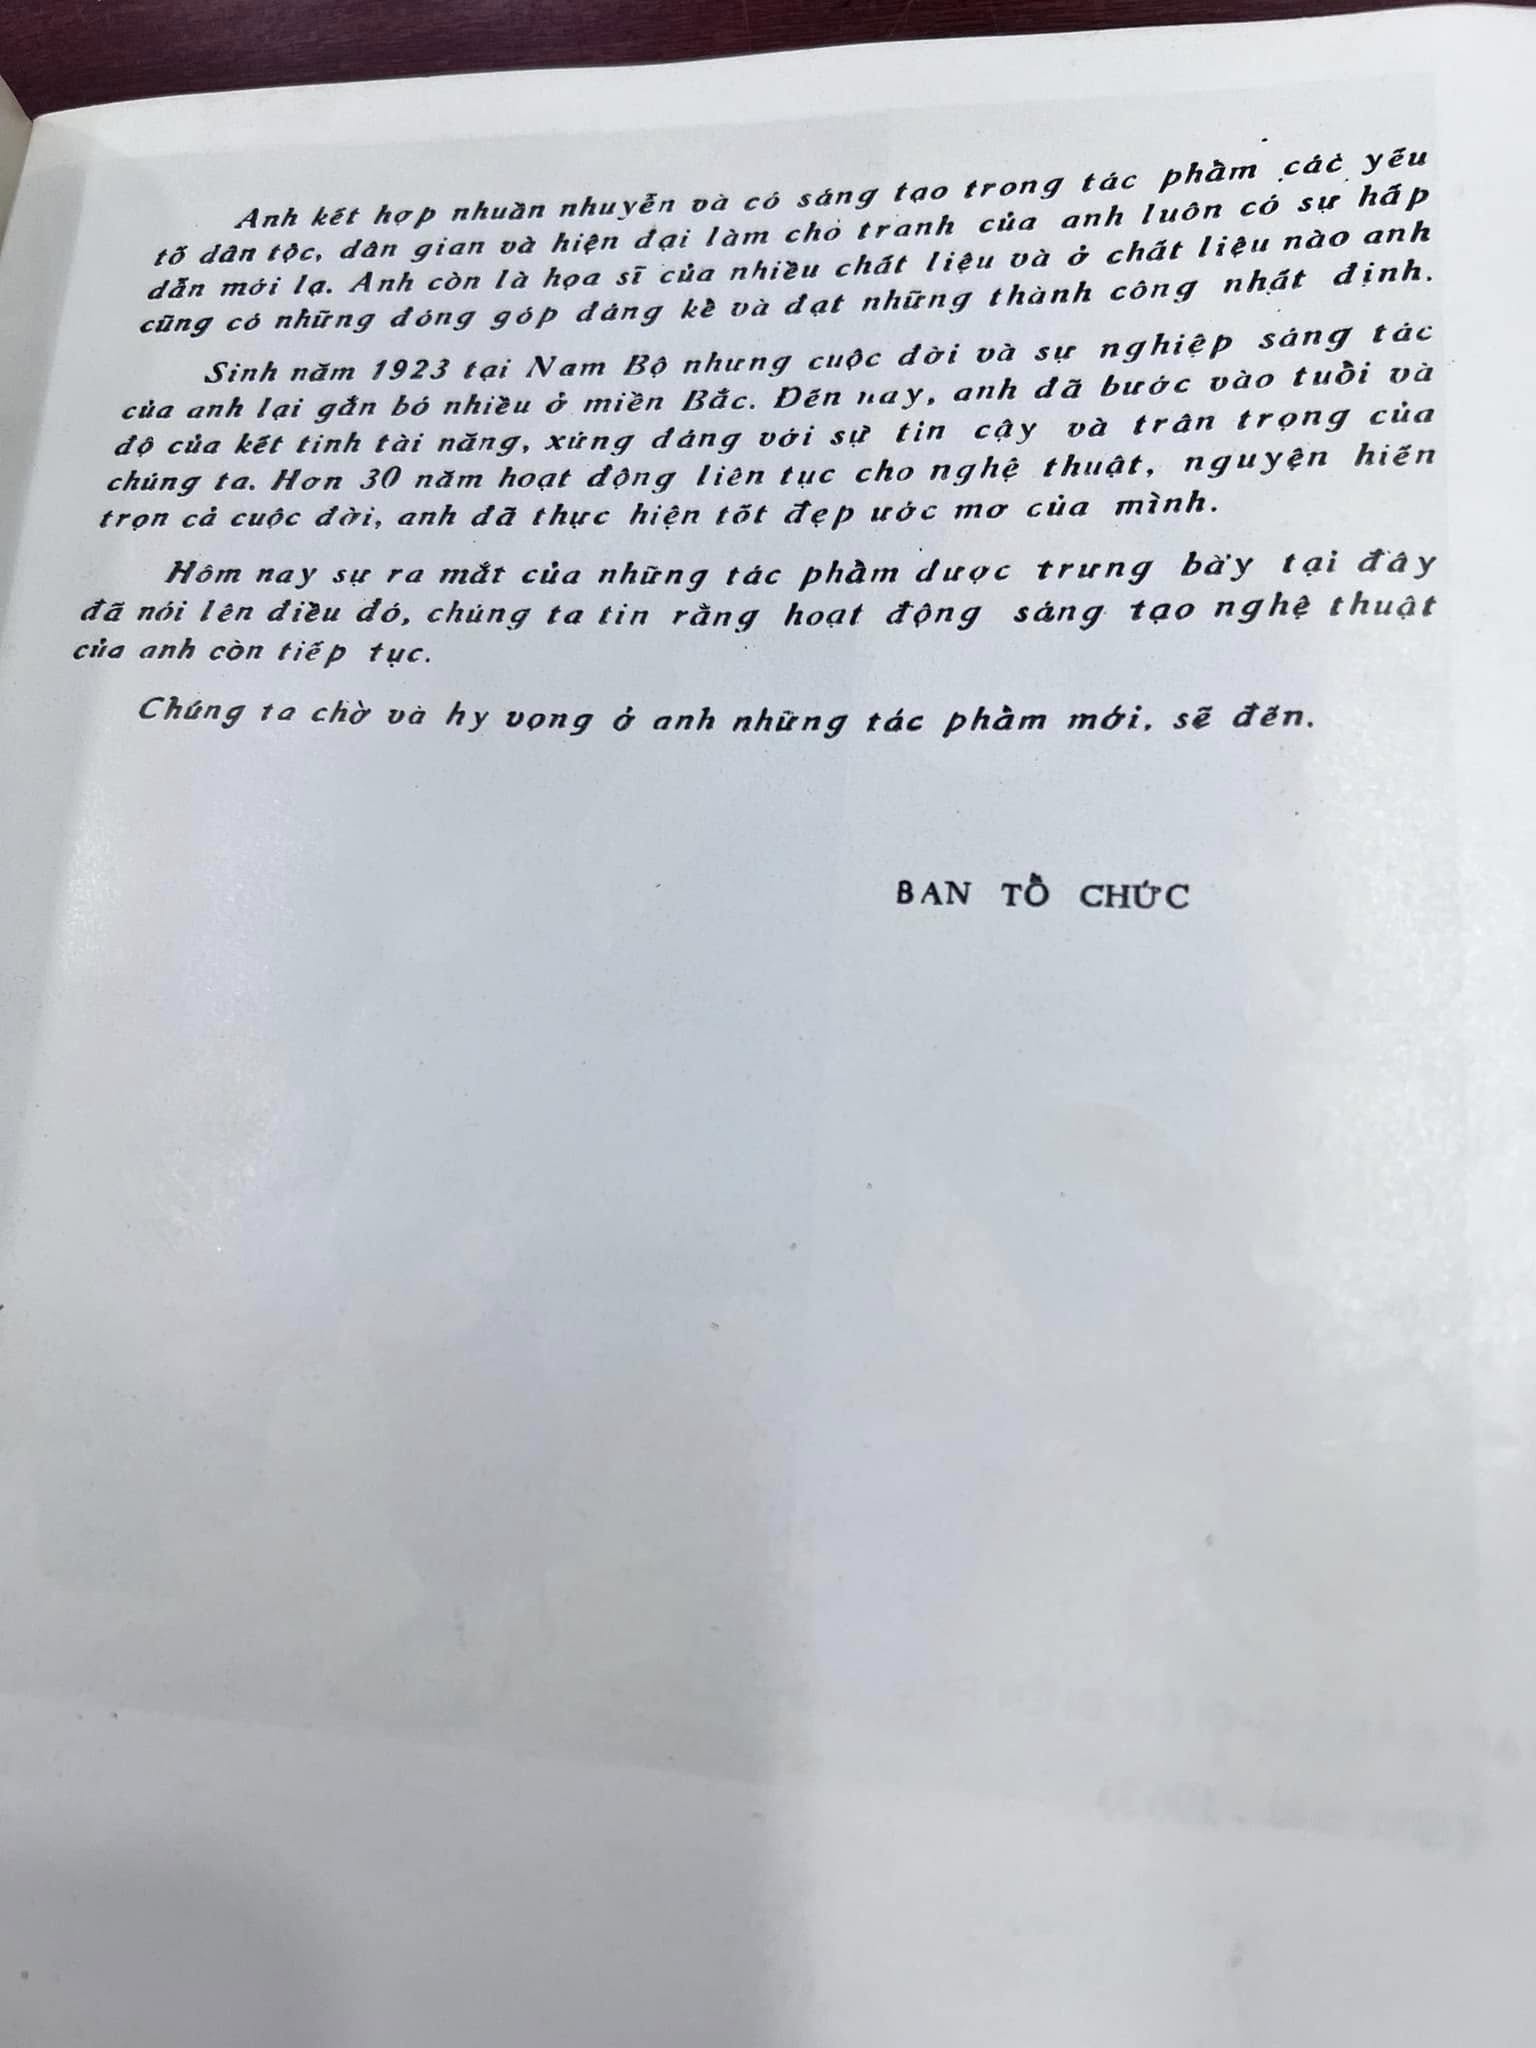 Anh kết hợp nhuần nhuyễn và có sáng tạo trong tác phẩm các yếu
tố dân tộc, dân gian và hiện đại làm cho tranh của anh luôn có sự hấp
dẫn mới lạ. Anh còn là họa sĩ của nhiều chất liệu và ở chất liệu nào anh
cũng có những đóng góp đáng kể và đạt những thành công nhất định.
Sinh năm 1923 tại Nam Bộ nhưng cuộc đời và sự nghiệp sáng tác
của anh lại gắn bó nhiều ở miền Bắc. Đến nay, anh đã bước vào tuổi và
độ của kết tinh tài năng, xứng đáng với sự tin cậy và trân trọng của
chúng ta. Hơn 30 năm hoạt động liên tục cho nghệ thuật, nguyện hiến
trọn cả cuộc đời, anh đã thực hiện tốt đẹp ước mơ của mình.
Hôm nay sự ra mắt của những tác phẩm dược trưng bày tại đây
đã nói lên điều đó, chúng ta tin rằng hoạt động sáng tạo nghệ thuật
của anh còn tiếp tục.
Chúng ta chờ và hy vọng ở anh những tác phẩm mới, sẽ đến.
BAN TỔ CHỨC